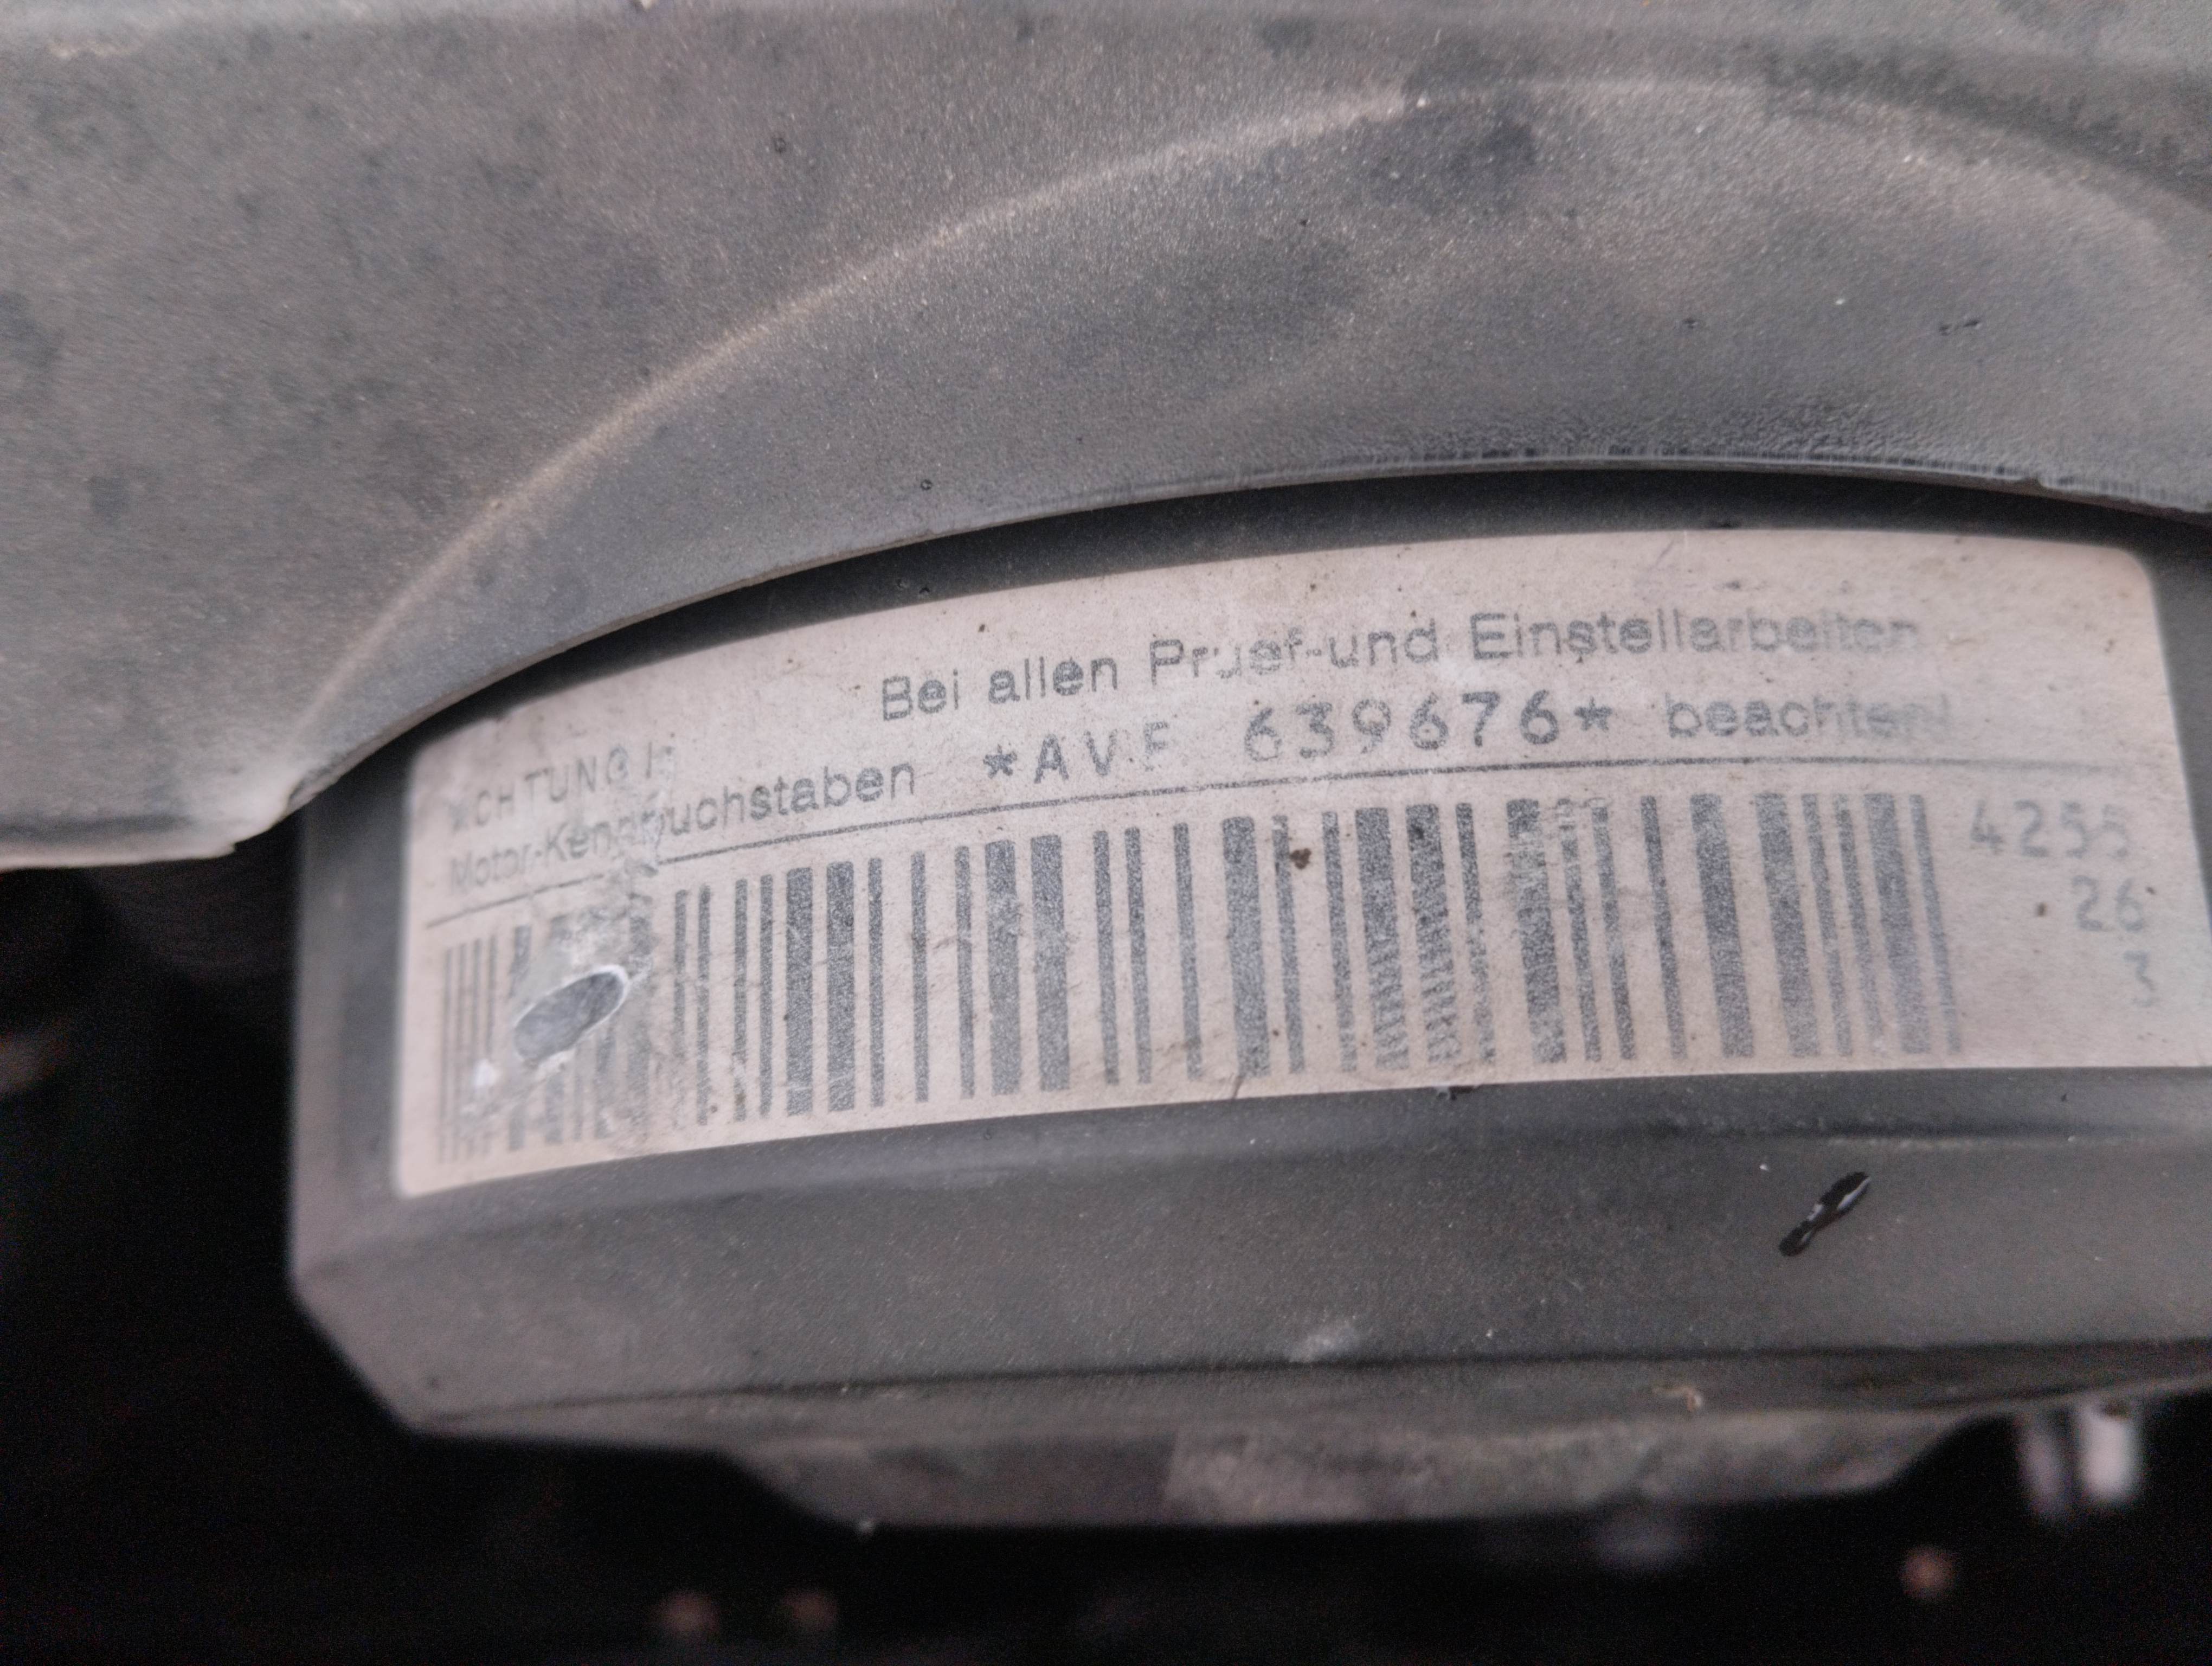 ACHTUNG!
Bei allen Pruef-und Einstellarbeiten
Motor-Kennbuchstaben *AVF 639676* beachten!
4255
26
3